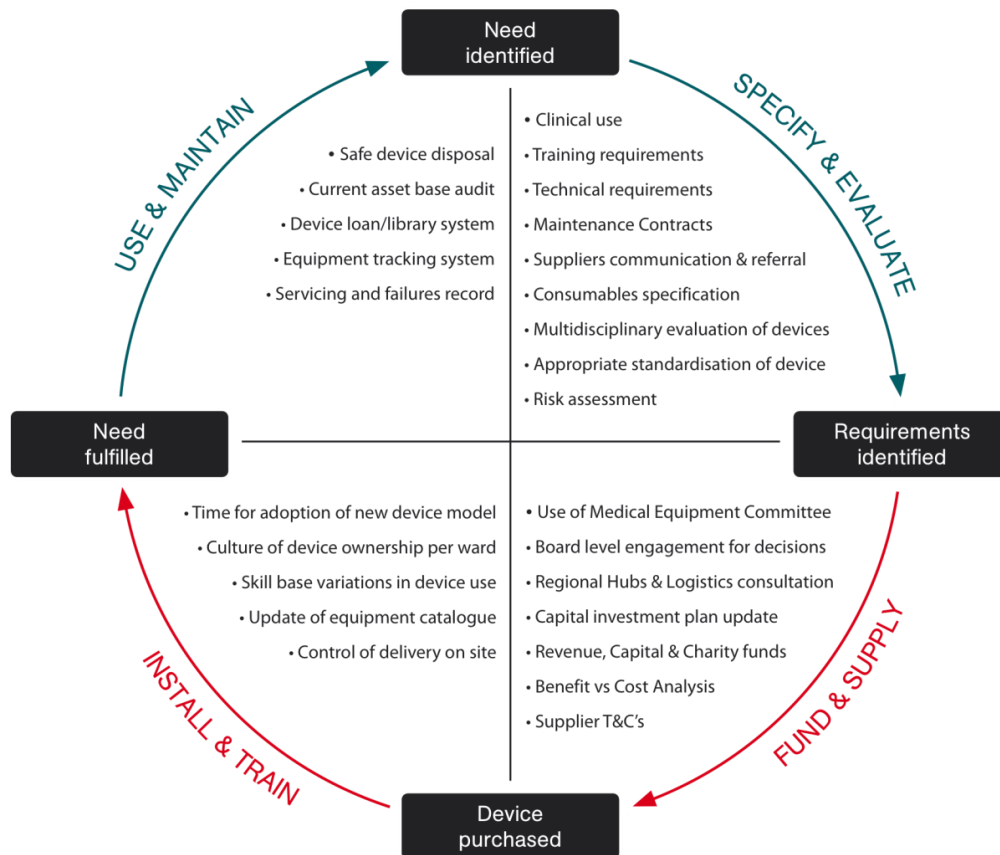 Need
identified
SPECIFY & EVALUATE
USE & MAINTAIN
• Safe device disposal
• Current asset base audit
• Device loan/library system
• Equipment tracking system
• Servicing and failures record
• Clinical use
• Training requirements
• Technical requirements
• Maintenance Contracts
• Suppliers communication & referral
• Consumables specification
• Multidisciplinary evaluation of devices
• Appropriate standardisation of device
• Risk assessment
Need
fulfilled
Requirements
identified
• Time for adoption of new device model
• Culture of device ownership per ward
• Skill base variations in device use
• Update of equipment catalogue
• Control of delivery on site
• Use of Medical Equipment Committee
• Board level engagement for decisions
• Regional Hubs & Logistics consultation
• Capital investment plan update
• Revenue, Capital & Charity funds
• Benefit vs Cost Analysis
• Supplier T&C's
INSTALL & TRAIN
FUND & SUPPLY
Device
purchased